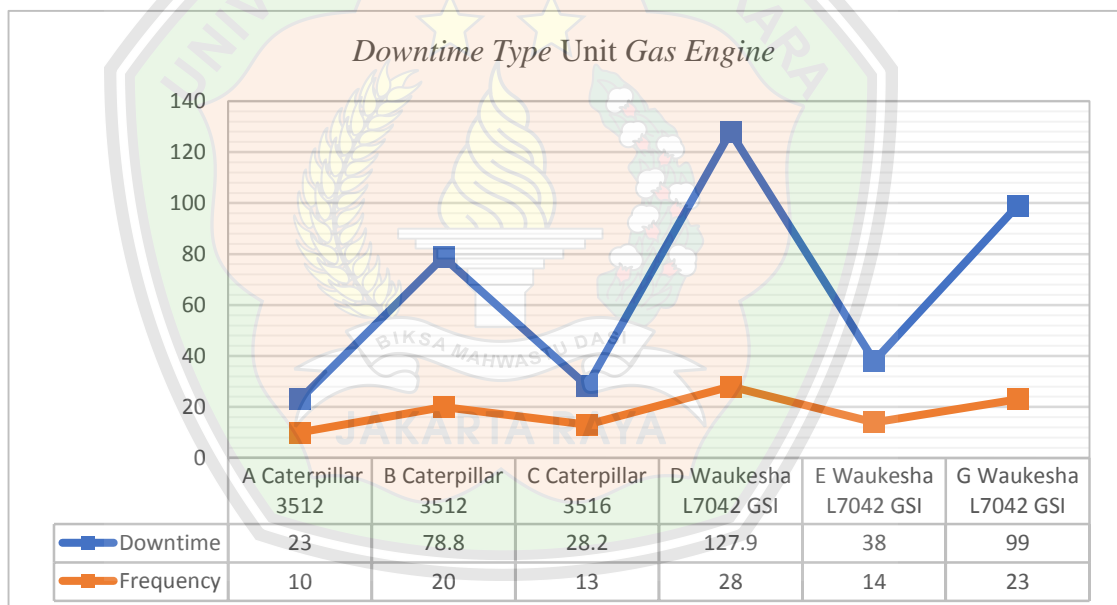 UNIV
KARA
Downtime Type Unit Gas Engine
140
120
100
80
60
40
20
0
BIKSA MAHWASTU DASI
JAKARTA RAYA
A Caterpillar 3512
B Caterpillar 3512
C Caterpillar 3516
D Waukesha L7042 GSI
E Waukesha L7042 GSI
G Waukesha L7042 GSI
Downtime 23 78.8 28.2 127.9 38 99
Frequency 10 20 13 28 14 23